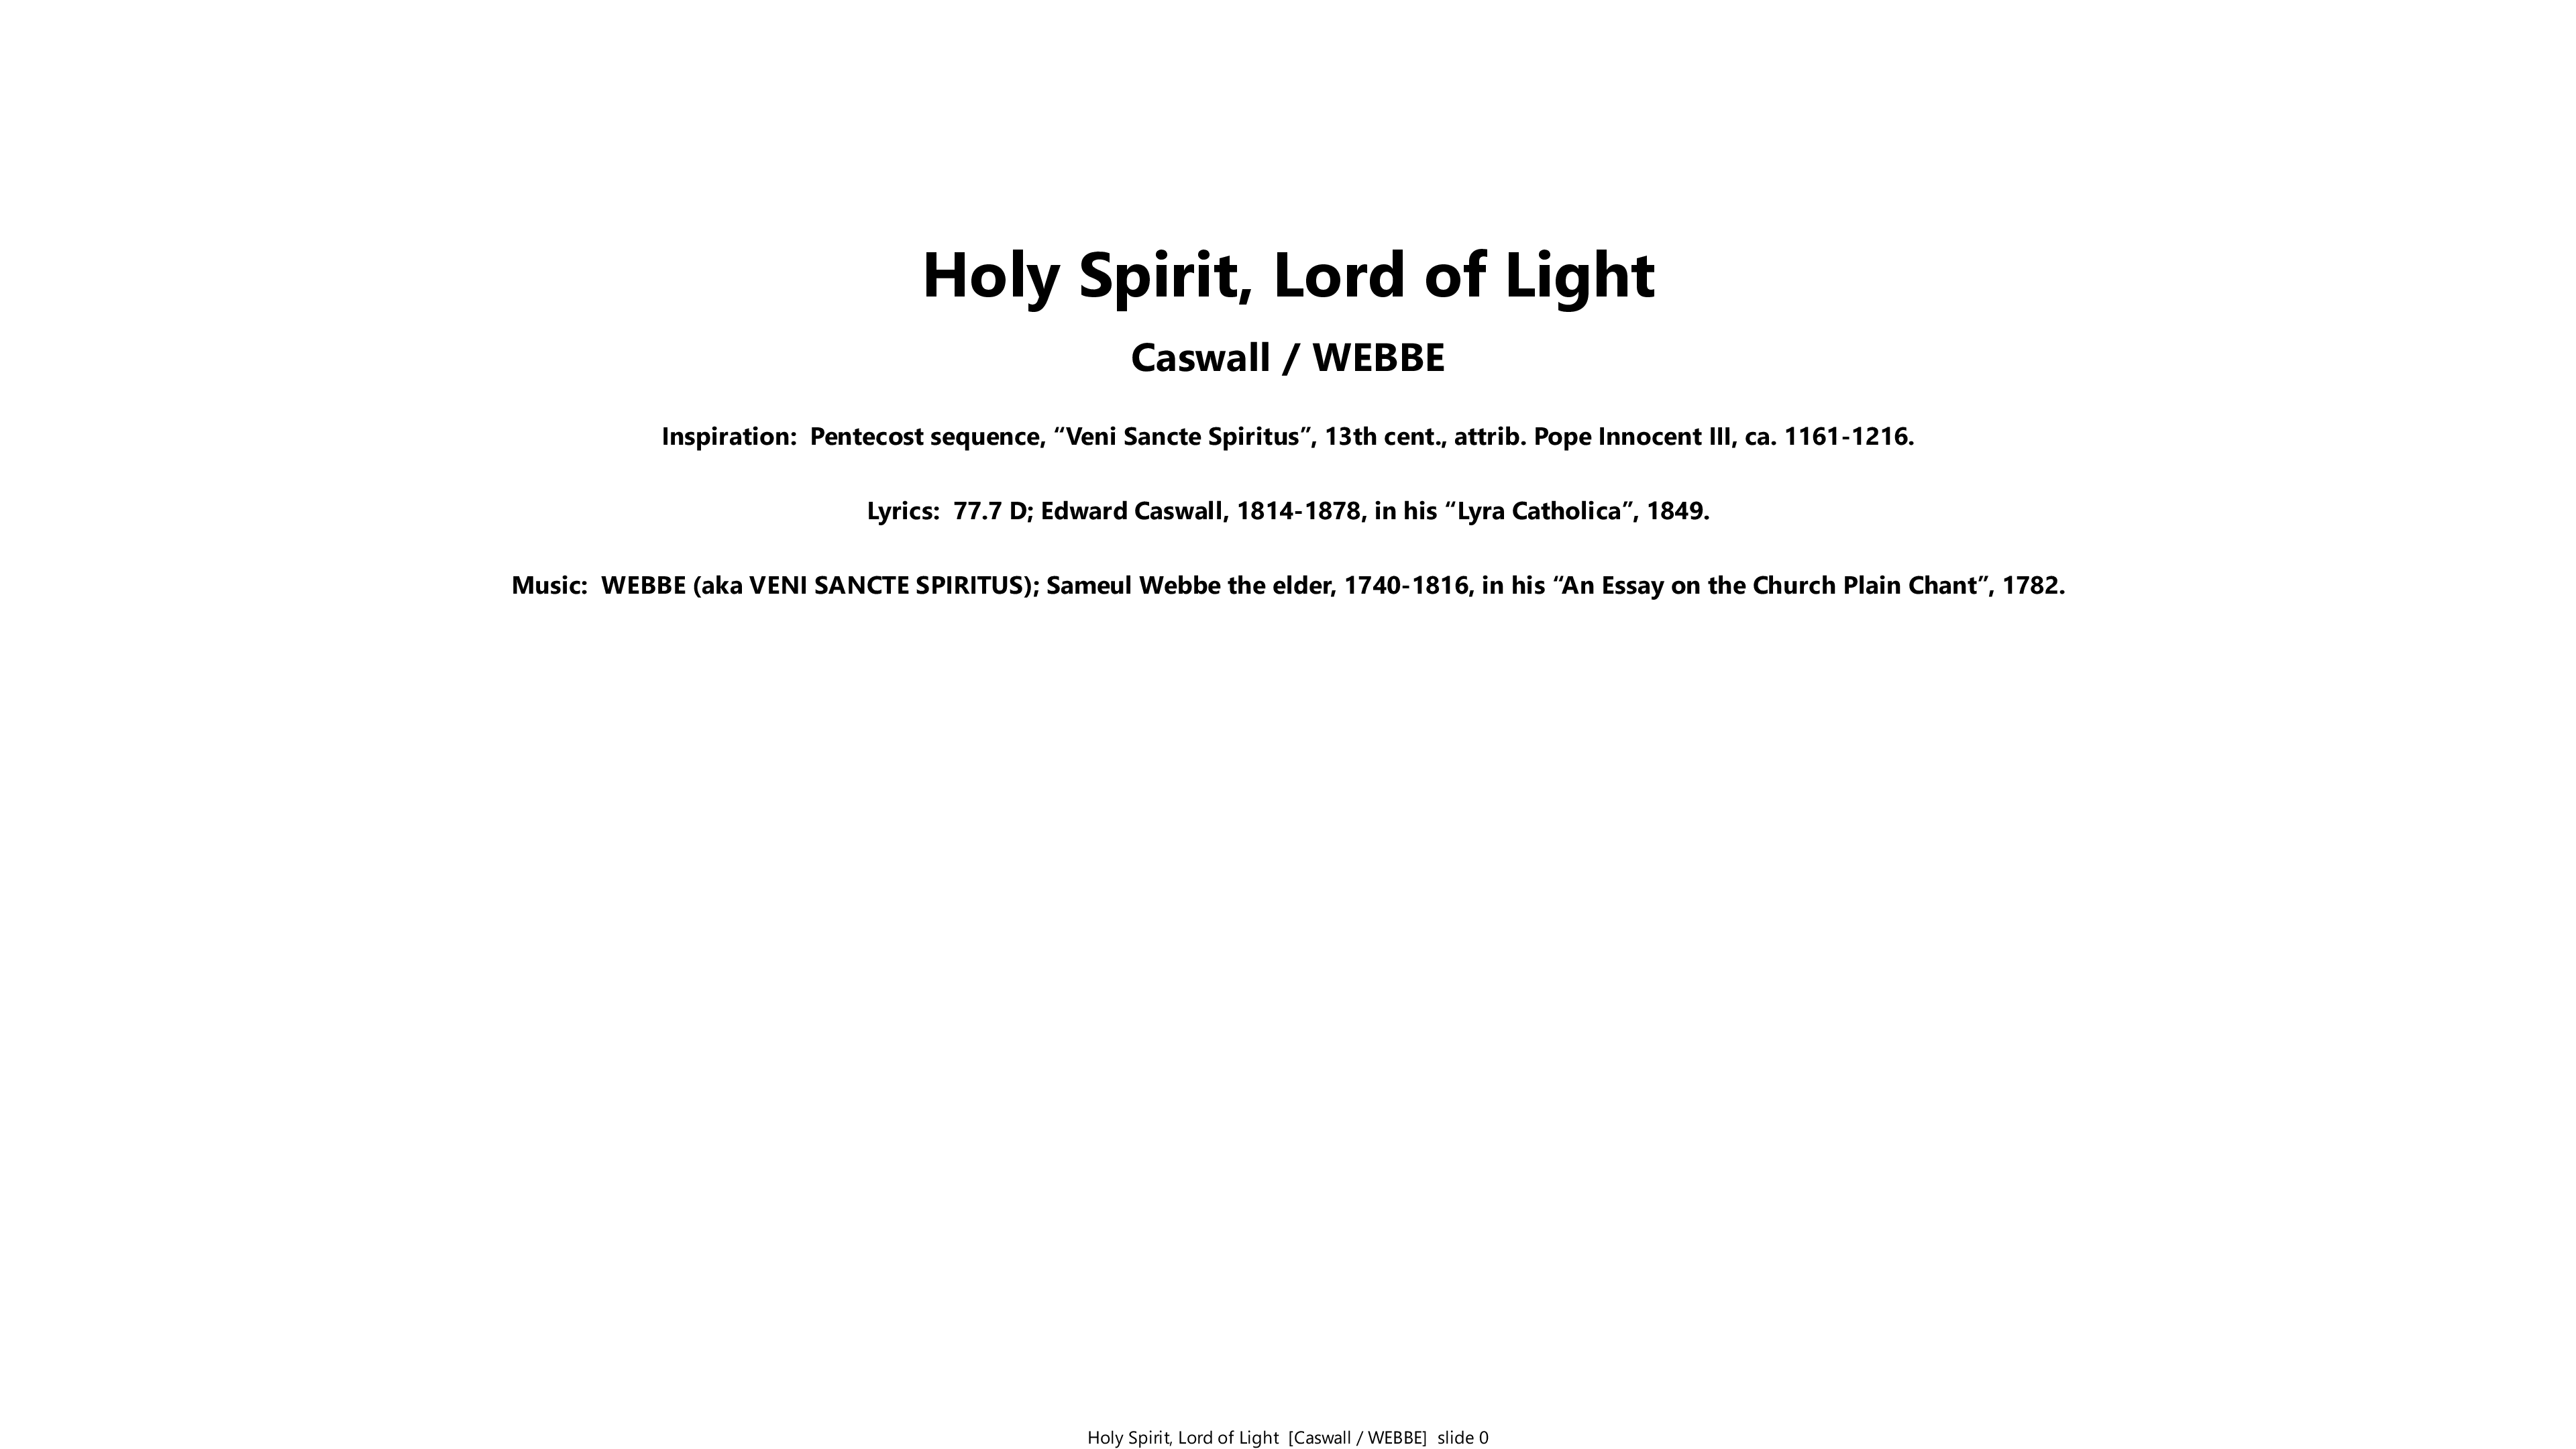 Holy Spirit, Lord of Light
Caswall / WEBBE
Inspiration:  Pentecost sequence, “Veni Sancte Spiritus”, 13th cent., attrib. Pope Innocent III, ca. 1161-1216.
Lyrics:  77.7 D; Edward Caswall, 1814-1878, in his “Lyra Catholica”, 1849.
Music:  WEBBE (aka VENI SANCTE SPIRITUS); Sameul Webbe the elder, 1740-1816, in his “An Essay on the Church Plain Chant”, 1782.
Holy Spirit, Lord of Light  [Caswall / WEBBE]  slide 0